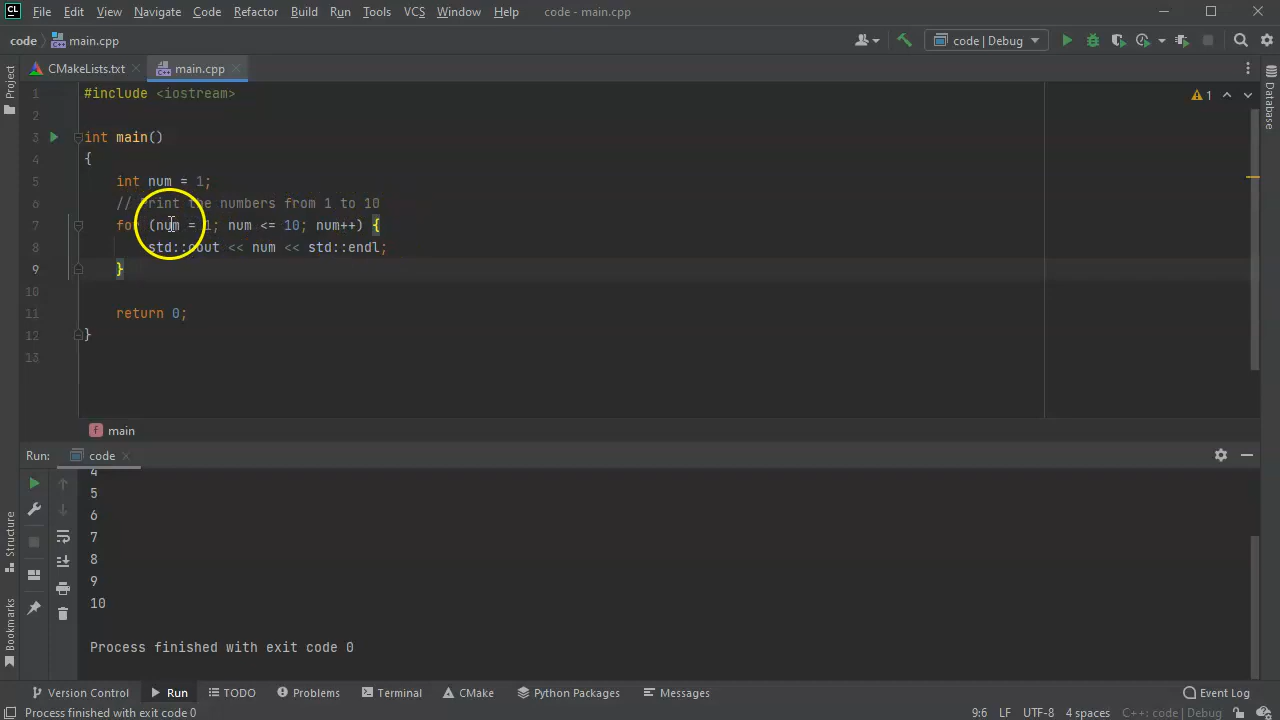 CL File Edit View Navigate Code Refactor Build Run Tools VCS Window Help code - main.cpp
code main.cpp code | Debug
CMakeLists.txt main.cpp
Project
Database
1 #include <iostream> 1
2
3 int main()
4 {
5 int num = 1;
6 // Print the numbers from 1 to 10
7 for (num = 1; num <= 10; num++) {
8 std::cout << num << std::endl;
9 }
10
11 return 0;
12 }
13
f main
Run: code
4
5
6
7
8
9
10
Process finished with exit code 0
Structure
Bookmarks
Version Control Run TODO Problems Terminal CMake Python Packages Messages Event Log
Process finished with exit code 0 9:6 LF UTF-8 4 spaces C++: code | Debug